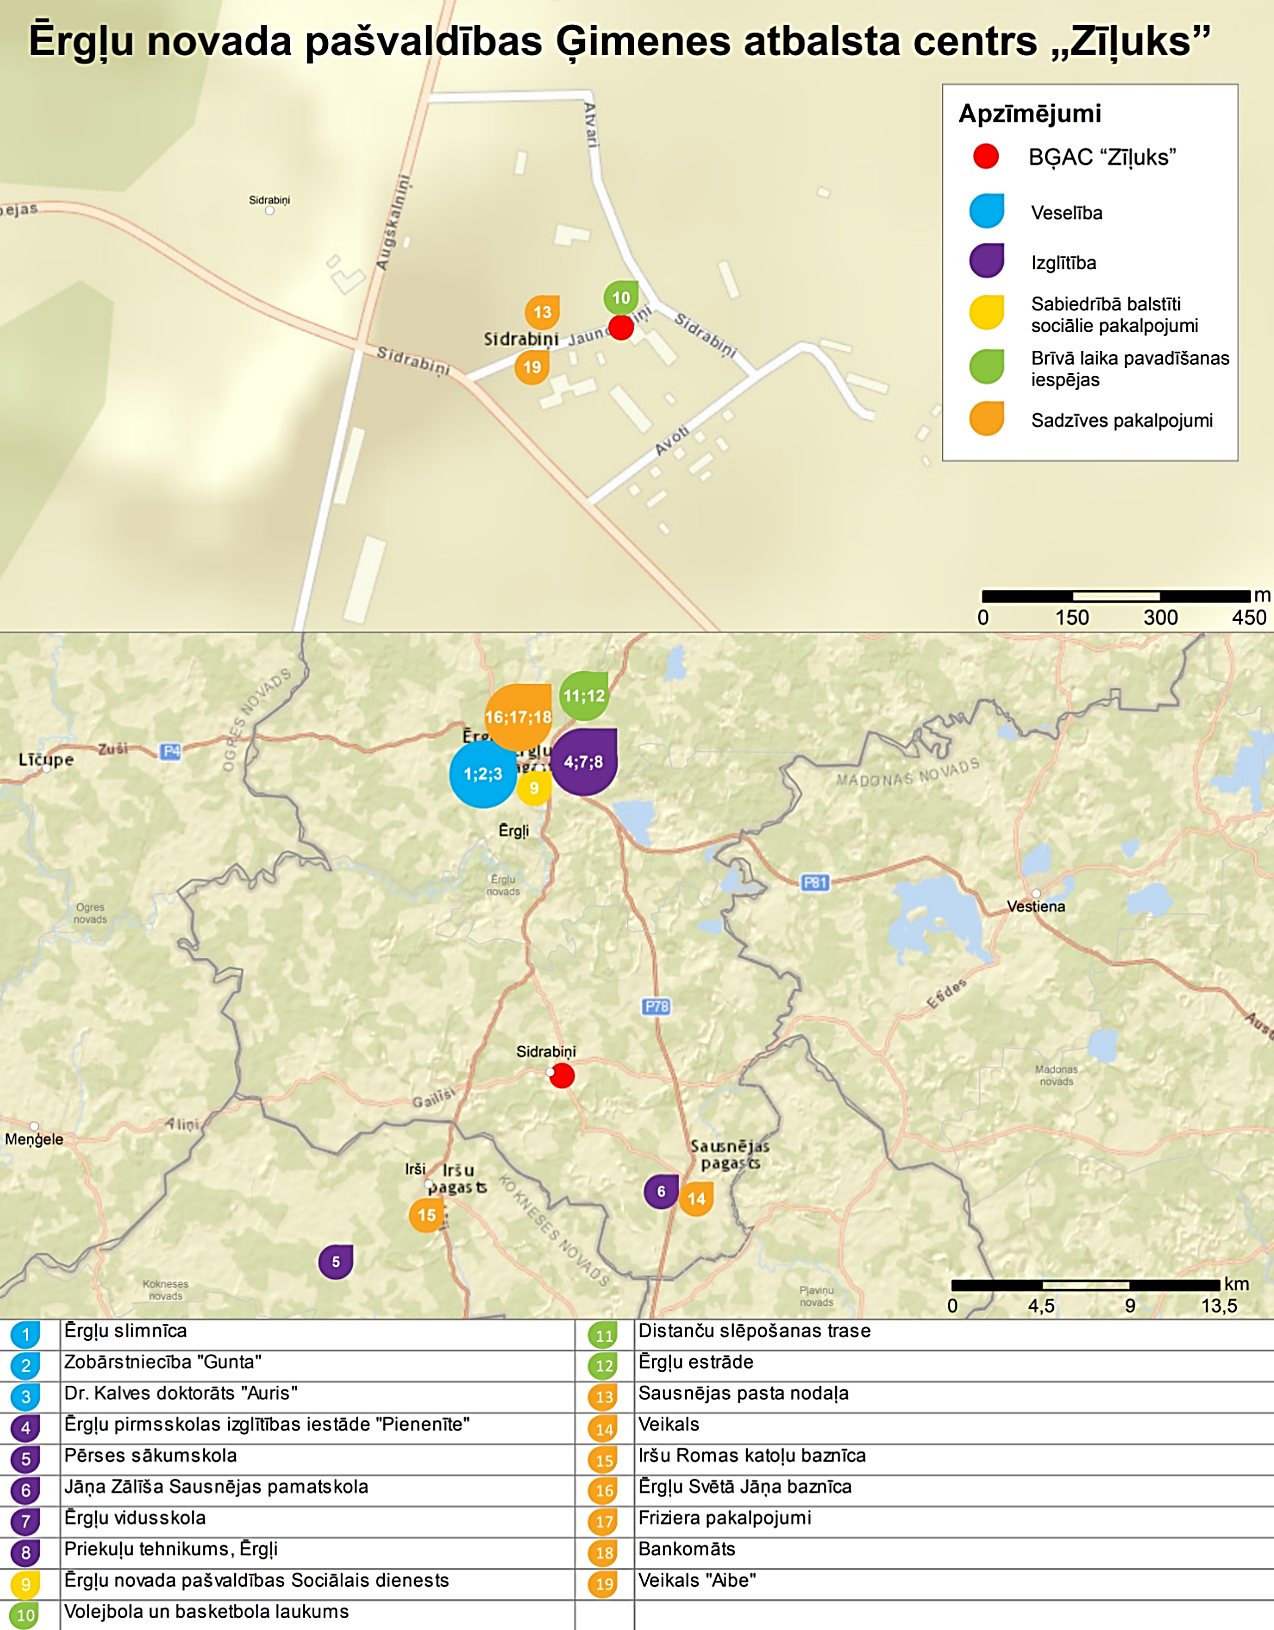 Ērgļu novada pašvaldības Ģimenes atbalsta centrs „Zīļuks”
Apzīmējumi
BĢAC “Zīļuks”
Veselība
Izglītība
Sabiedrībā balstīti
sociālie pakalpojumi
Brīvā laika pavadīšanas
iespējas
Sadzīves pakalpojumi
Atvari
Augškalniņi
Sidrabiņi
pejas
10
13
Sidrabiņi
19
Sidrabiņi
Sidrabiņi
Avoti
m
0 150 300 450
OGRES NOVADS
11;12
16;17;18
Līčupe
Zuši
P4
1;2;3
4;7;8
9
MADONAS NOVADS
Ērgļi
Ērgļu
novads
P81
Ogres
novads
Vestiena
Etīdes
P78
Sidrabiņi
Madonas
novads
Gailīši
Aliņi
Meņģele
Sausnējas
pagasts
Irši
Iršu
pagasts
6
14
15
KOKNESES NOVADS
5
Kokneses
novads
Pļaviņu
novads
km
0 4,5 9 13,5
1 Ērgļu slimnīca
2 Zobārstniecība "Gunta"
3 Dr. Kalves doktorāts "Auris"
4 Ērgļu pirmsskolas izglītības iestāde "Pienenīte"
5 Pērses sākumskola
6 Jāņa Zālīša Sausnējas pamatskola
7 Ērgļu vidusskola
8 Priekuļu tehnikums, Ērgļi
9 Ērgļu novada pašvaldības Sociālais dienests
10 Volejbola un basketbola laukums
11 Distanču slēpošanas trase
12 Ērgļu estrāde
13 Sausnējas pasta nodaļa
14 Veikals
15 Iršu Romas katoļu baznīca
16 Ērgļu Svētā Jāņa baznīca
17 Friziera pakalpojumi
18 Bankomāts
19 Veikals "Aibe"